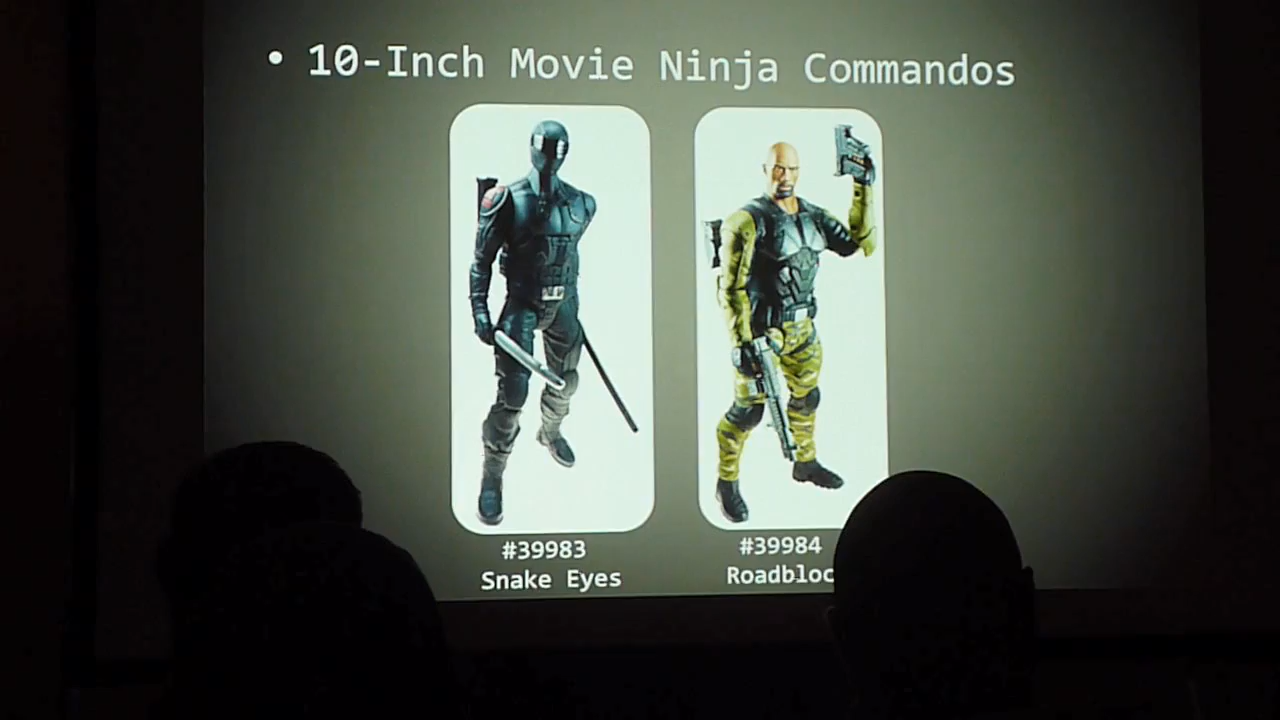 • 10-Inch Movie Ninja Commandos
#39983
Snake Eyes
#39984
Roadbloc